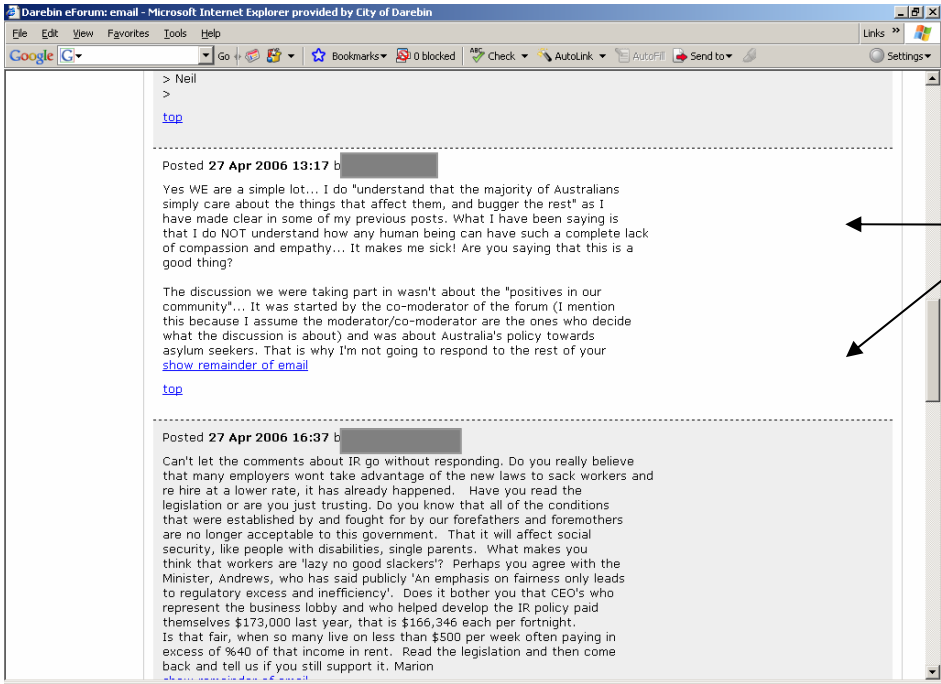 Darebin eForum: email - Microsoft Internet Explorer provided by City of Darebin
File Edit View Favorites Tools Help Links »
Google G Go Bookmarks 0 blocked ABC Check AutoLink AutoFill Send to Settings
> Neil
>
top
Posted 27 Apr 2006 13:17 b
Yes WE are a simple lot... I do "understand that the majority of Australians
simply care about the things that affect them, and bugger the rest" as I
have made clear in some of my previous posts. What I have been saying is
that I do NOT understand how any human being can have such a complete lack
of compassion and empathy... It makes me sick! Are you saying that this is a
good thing?
The discussion we were taking part in wasn't about the "positives in our
community"... It was started by the co-moderator of the forum (I mention
this because I assume the moderator/co-moderator are the ones who decide
what the discussion is about) and was about Australia's policy towards
asylum seekers. That is why I'm not going to respond to the rest of your
show remainder of email
top
Posted 27 Apr 2006 16:37 b
Can't let the comments about IR go without responding. Do you really believe
that many employers wont take advantage of the new laws to sack workers and
re hire at a lower rate, it has already happened. Have you read the
legislation or are you just trusting. Do you know that all of the conditions
that were established by and fought for by our forefathers and foremothers
are no longer acceptable to this government. That it will affect social
security, like people with disabilities, single parents. What makes you
think that workers are 'lazy no good slackers'? Perhaps you agree with the
Minister, Andrews, who has said publicly 'An emphasis on fairness only leads
to regulatory excess and inefficiency'. Does it bother you that CEO's who
represent the business lobby and who helped develop the IR policy paid
themselves $173,000 last year, that is $166,346 each per fortnight.
Is that fair, when so many live on less than $500 per week often paying in
excess of %40 of that income in rent. Read the legislation and then come
back and tell us if you still support it. Marion
show remainder of email